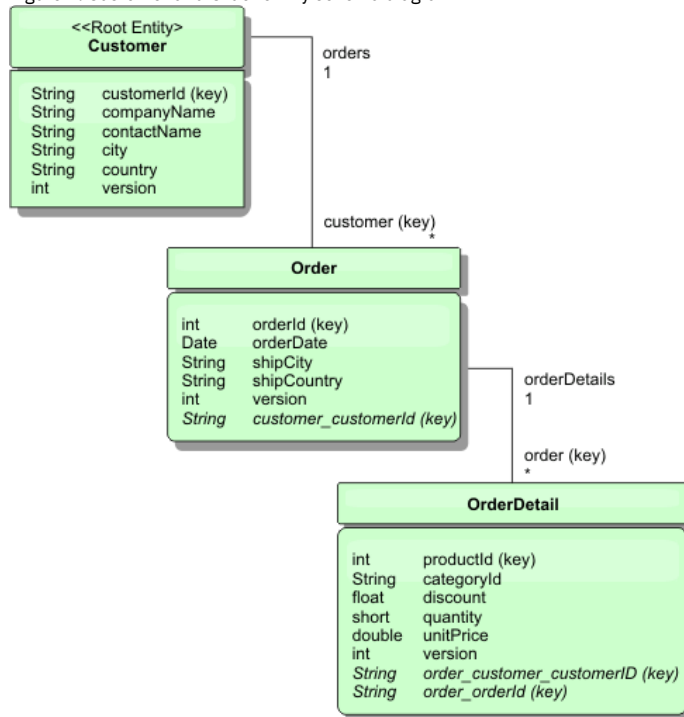 <<Root Entity>>
Customer
String customerId (key)
String companyName
String contactName
String city
String country
int version
orders
1
customer (key)
*
Order
int orderId (key)
Date orderDate
String shipCity
String shipCountry
int version
String customer_customerId (key)
orderDetails
1
order (key)
*
OrderDetail
int productId (key)
String categoryId
float discount
short quantity
double unitPrice
int version
String order_customer_customerID (key)
String order_orderId (key)